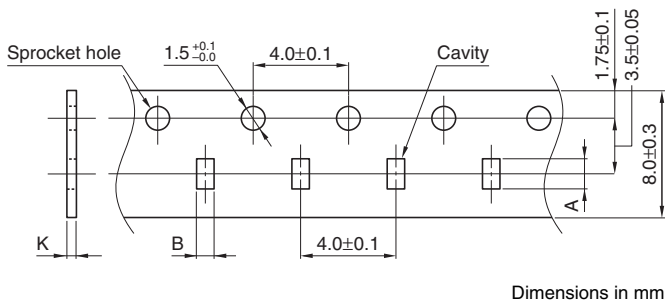 Sprocket hole
1.5 +0.1 −0.0
4.0±0.1
Cavity
1.75±0.1
3.5±0.05
8.0±0.3
A
K
B
4.0±0.1
Dimensions in mm